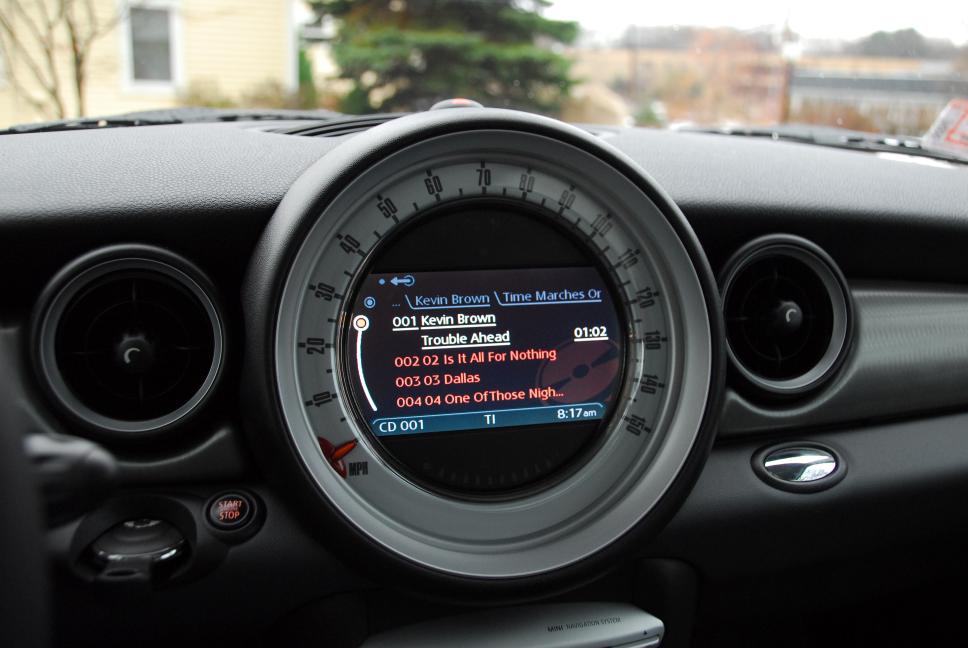 10
20
30
40
50
60
70
80
90
100
110
120
130
140
150
MPH
... \Kevin Brown \Time Marches Or
001 Kevin Brown
Trouble Ahead 01:02
002 02 Is It All For Nothing
003 03 Dallas
004 04 One Of Those Nigh...
CD 001 TI 8:17am
START
STOP
MINI NAVIGATION SYSTEM